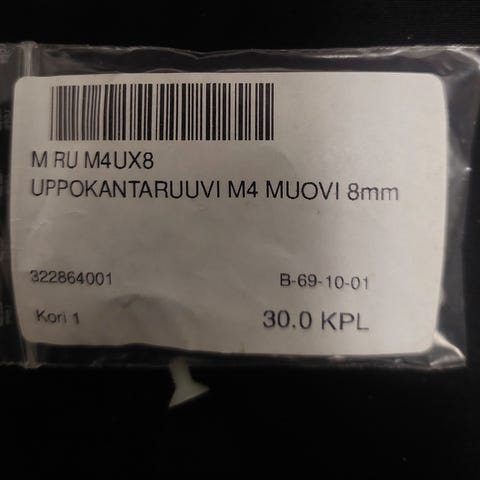 M RU M4UX8
UPPOKANTARUUVI M4 MUOVI 8mm
322864001 B-69-10-01
Kori 1 30.0 KPL